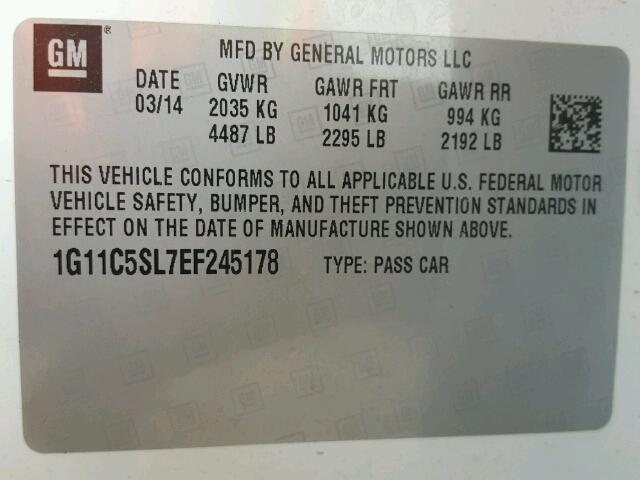 GM ®
MFD BY GENERAL MOTORS LLC
DATE GVWR GAWR FRT GAWR RR
03/14 2035 KG 1041 KG 994 KG
4487 LB 2295 LB 2192 LB
THIS VEHICLE CONFORMS TO ALL APPLICABLE U.S. FEDERAL MOTOR
VEHICLE SAFETY, BUMPER, AND THEFT PREVENTION STANDARDS IN
EFFECT ON THE DATE OF MANUFACTURE SHOWN ABOVE.
1G11C5SL7EF245178 TYPE: PASS CAR